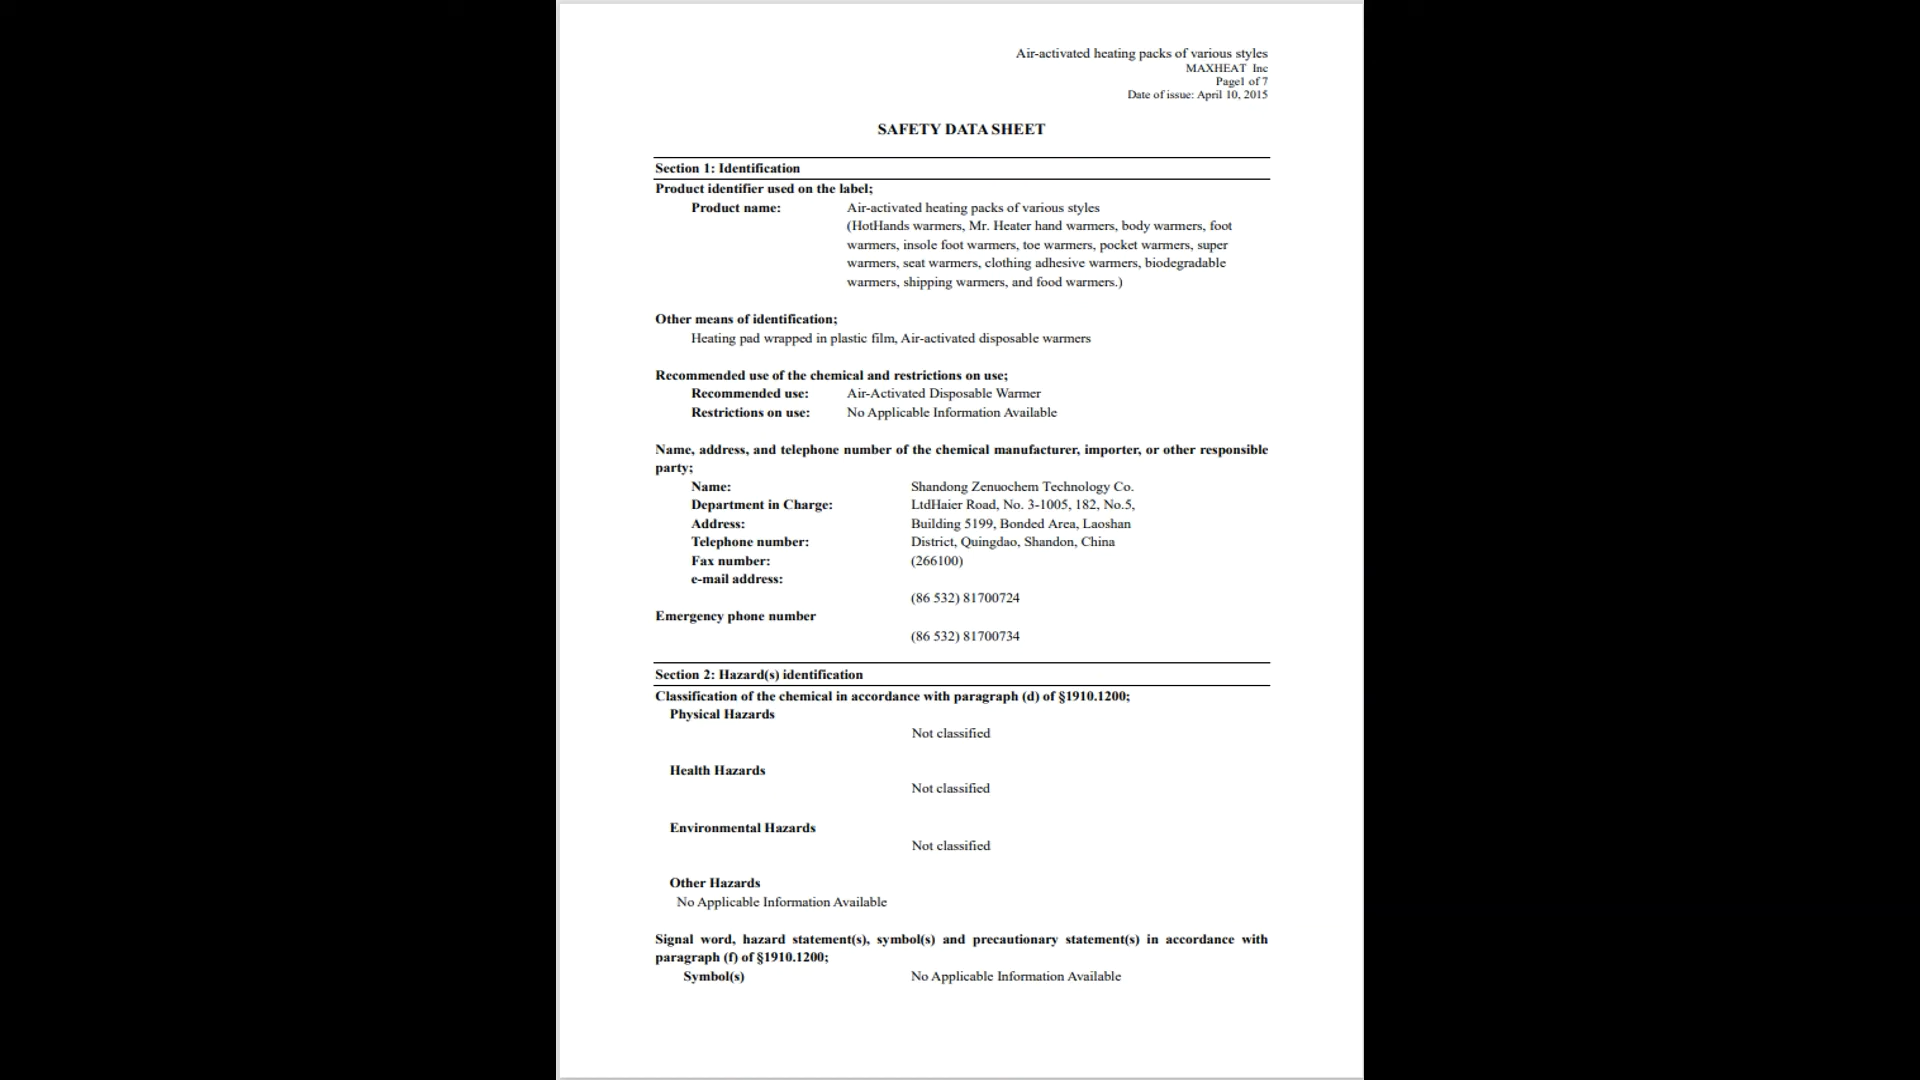 Air-activated heating packs of various styles
MAXHEAT Inc
Page1 of 7
Date of issue: April 10, 2015
SAFETY DATA SHEET
Section 1: Identification
Product identifier used on the label;
Product name: Air-activated heating packs of various styles
(HotHands warmers, Mr. Heater hand warmers, body warmers, foot
warmers, insole foot warmers, toe warmers, pocket warmers, super
warmers, seat warmers, clothing adhesive warmers, biodegradable
warmers, shipping warmers, and food warmers.)
Other means of identification;
Heating pad wrapped in plastic film, Air-activated disposable warmers
Recommended use of the chemical and restrictions on use;
Recommended use: Air-Activated Disposable Warmer
Restrictions on use: No Applicable Information Available
Name, address, and telephone number of the chemical manufacturer, importer, or other responsible
party;
Name: Shandong Zenuochem Technology Co.
Department in Charge: LtdHaier Road, No. 3-1005, 182, No.5,
Address: Building 5199, Bonded Area, Laoshan
Telephone number: District, Quingdao, Shandon, China
Fax number: (266100)
e-mail address:
(86 532) 81700724
Emergency phone number
(86 532) 81700734
Section 2: Hazard(s) identification
Classification of the chemical in accordance with paragraph (d) of §1910.1200;
Physical Hazards
Not classified
Health Hazards
Not classified
Environmental Hazards
Not classified
Other Hazards
No Applicable Information Available
Signal word, hazard statement(s), symbol(s) and precautionary statement(s) in accordance with
paragraph (f) of §1910.1200;
Symbol(s) No Applicable Information Available